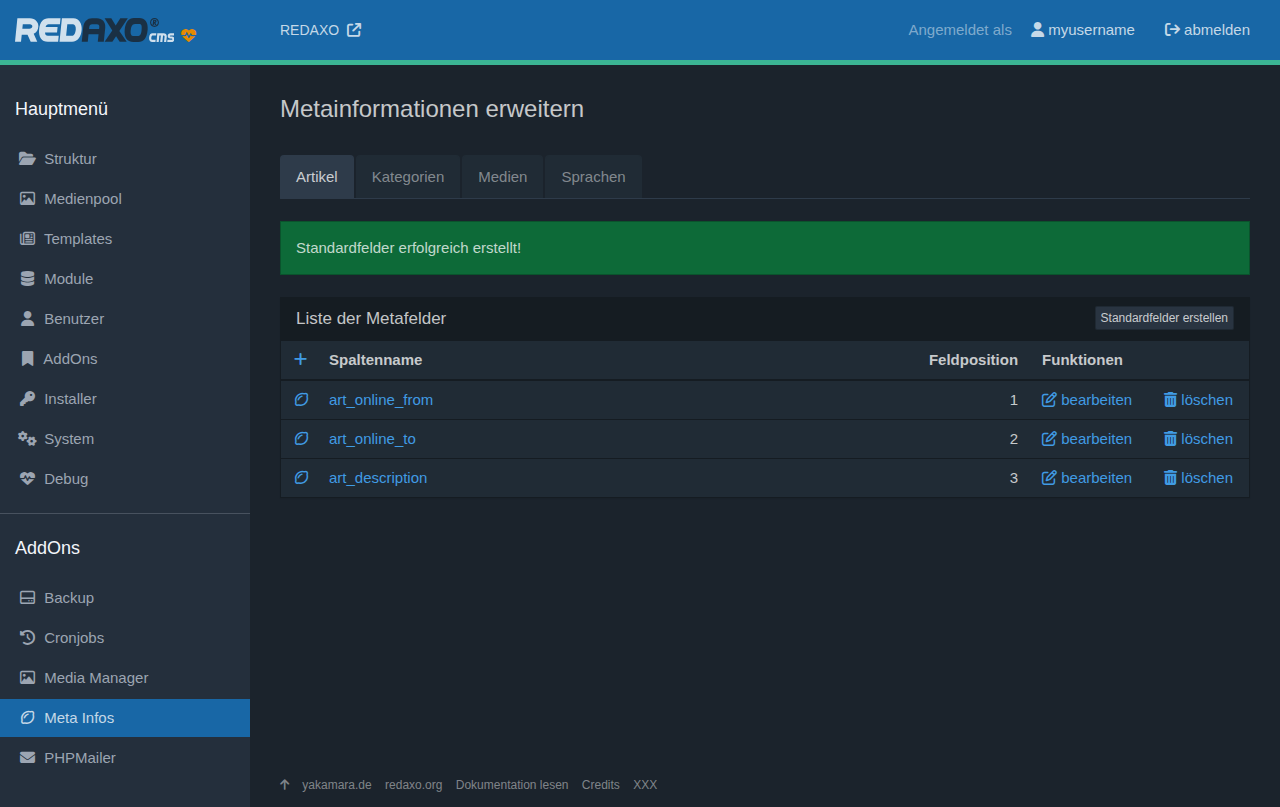 REDAXO® cms
REDAXO
Angemeldet als myusername abmelden
Hauptmenü
Struktur
Medienpool
Templates
Module
Benutzer
AddOns
Installer
System
Debug
AddOns
Backup
Cronjobs
Media Manager
Meta Infos
PHPMailer
Metainformationen erweitern
Artikel Kategorien Medien Sprachen
Standardfelder erfolgreich erstellt!
Liste der Metafelder Standardfelder erstellen
Spaltenname Feldposition Funktionen
art_online_from 1 bearbeiten löschen
art_online_to 2 bearbeiten löschen
art_description 3 bearbeiten löschen
yakamara.de redaxo.org Dokumentation lesen Credits XXX